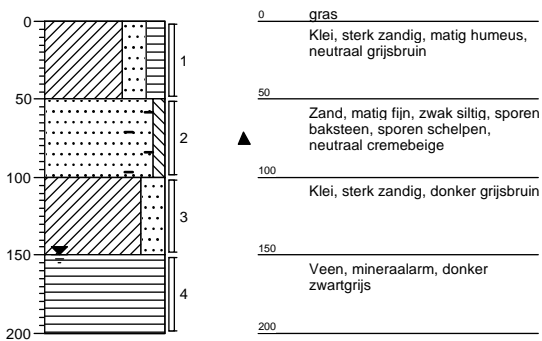 0
50
100
150
200
1
2
3
4
0 gras
Klei, sterk zandig, matig humeus,
neutraal grijsbruin
50
Zand, matig fijn, zwak siltig, sporen
baksteen, sporen schelpen,
neutraal cremebeige
100
Klei, sterk zandig, donker grijsbruin
150
Veen, mineraalarm, donker
zwartgrijs
200